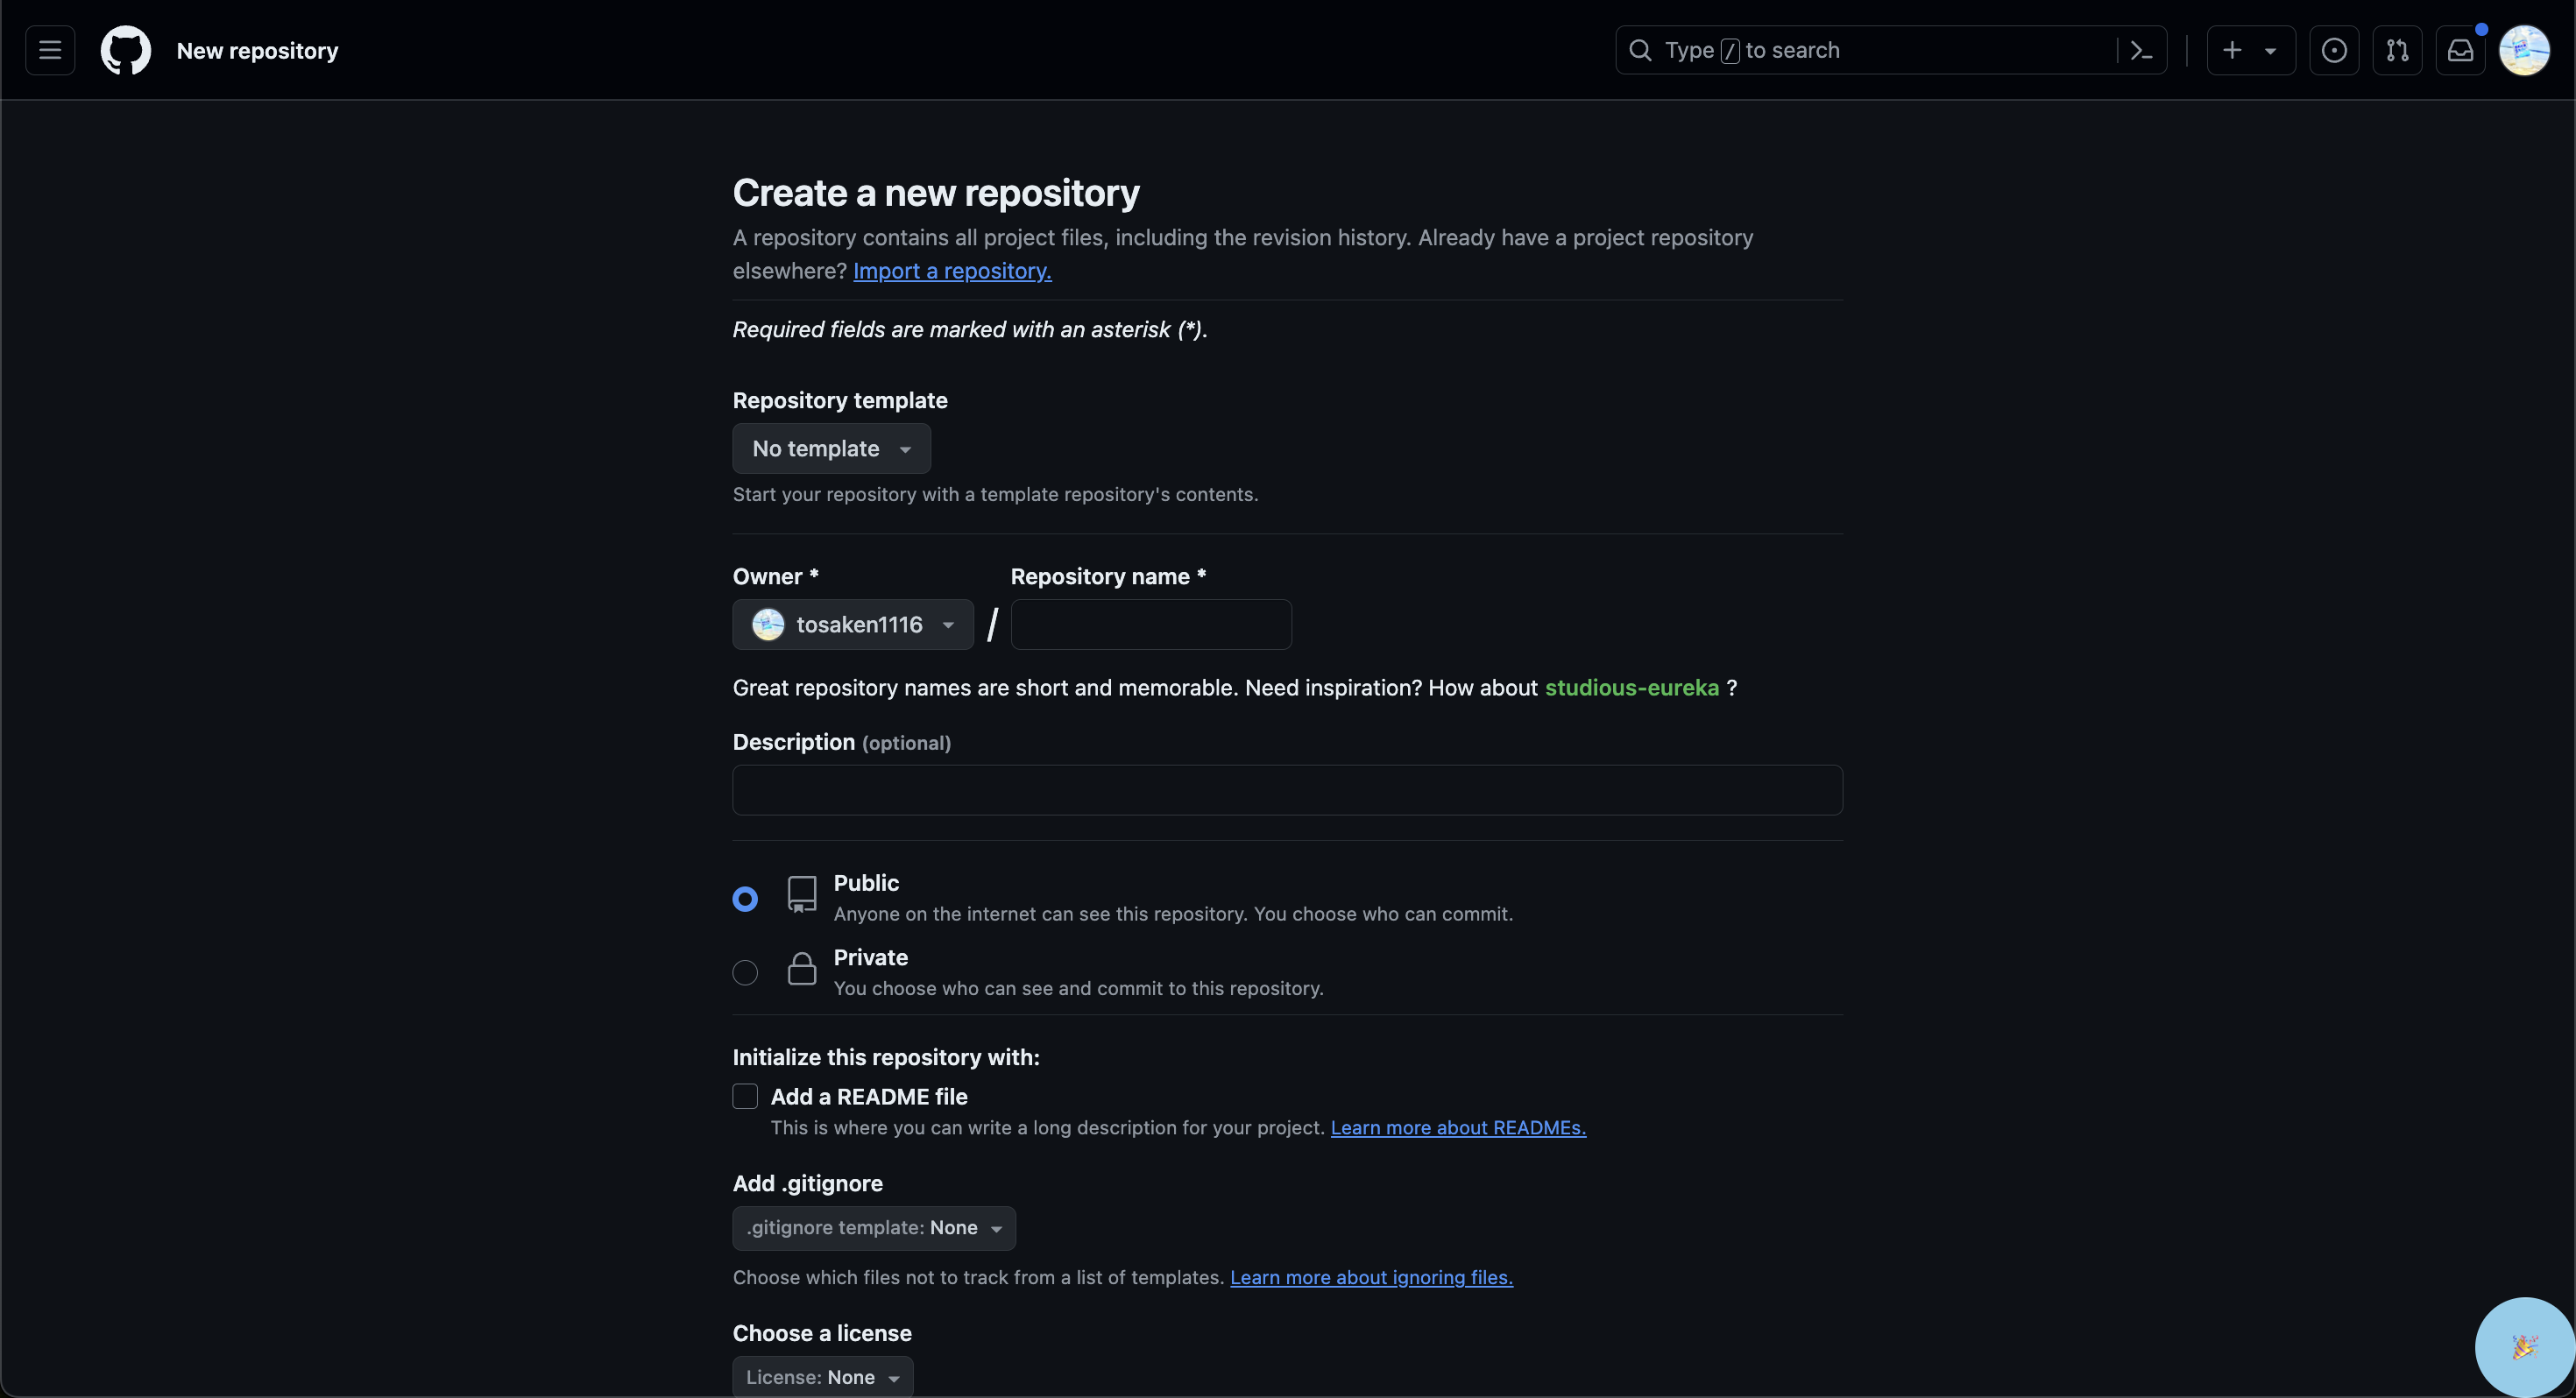 New repository
Type / to search
Create a new repository
A repository contains all project files, including the revision history. Already have a project repository
elsewhere? Import a repository.
Required fields are marked with an asterisk (*).
Repository template
No template
Start your repository with a template repository's contents.
Owner *
Repository name *
tosaken1116
/
Great repository names are short and memorable. Need inspiration? How about studious-eureka ?
Description (optional)
Public
Anyone on the internet can see this repository. You choose who can commit.
Private
You choose who can see and commit to this repository.
Initialize this repository with:
Add a README file
This is where you can write a long description for your project. Learn more about READMEs.
Add .gitignore
.gitignore template: None
Choose which files not to track from a list of templates. Learn more about ignoring files.
Choose a license
License: None